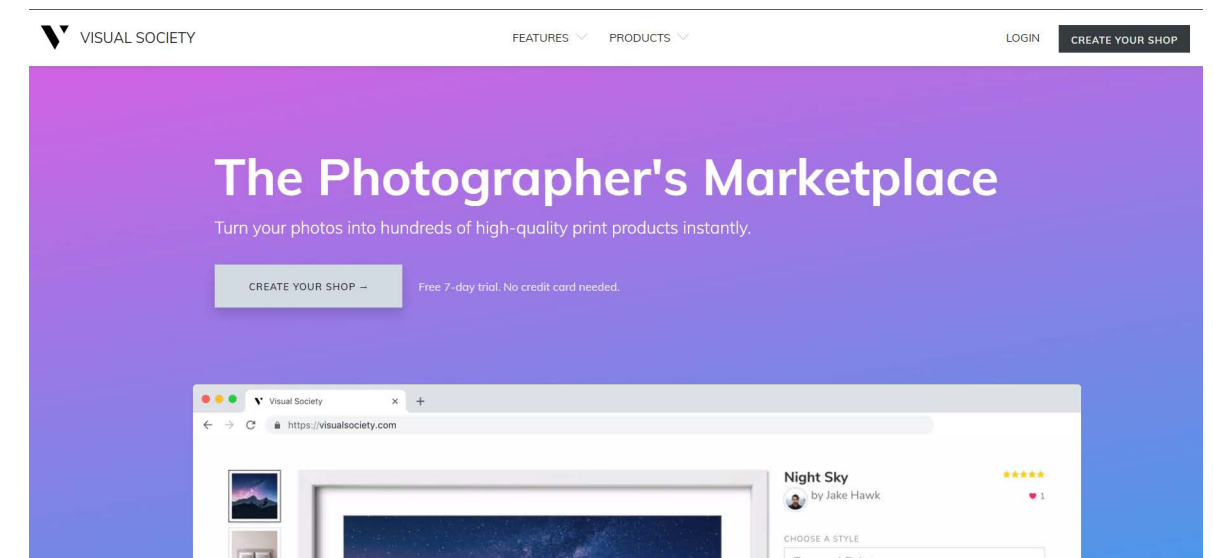 VISUAL SOCIETY
FEATURES PRODUCTS
LOGIN
CREATE YOUR SHOP
The Photographer's Marketplace
Turn your photos into hundreds of high-quality print products instantly.
CREATE YOUR SHOP →
Free 7-day trial. No credit card needed.
Visual Society
https://visualsociety.com
Night Sky
by Jake Hawk
1
CHOOSE A STYLE